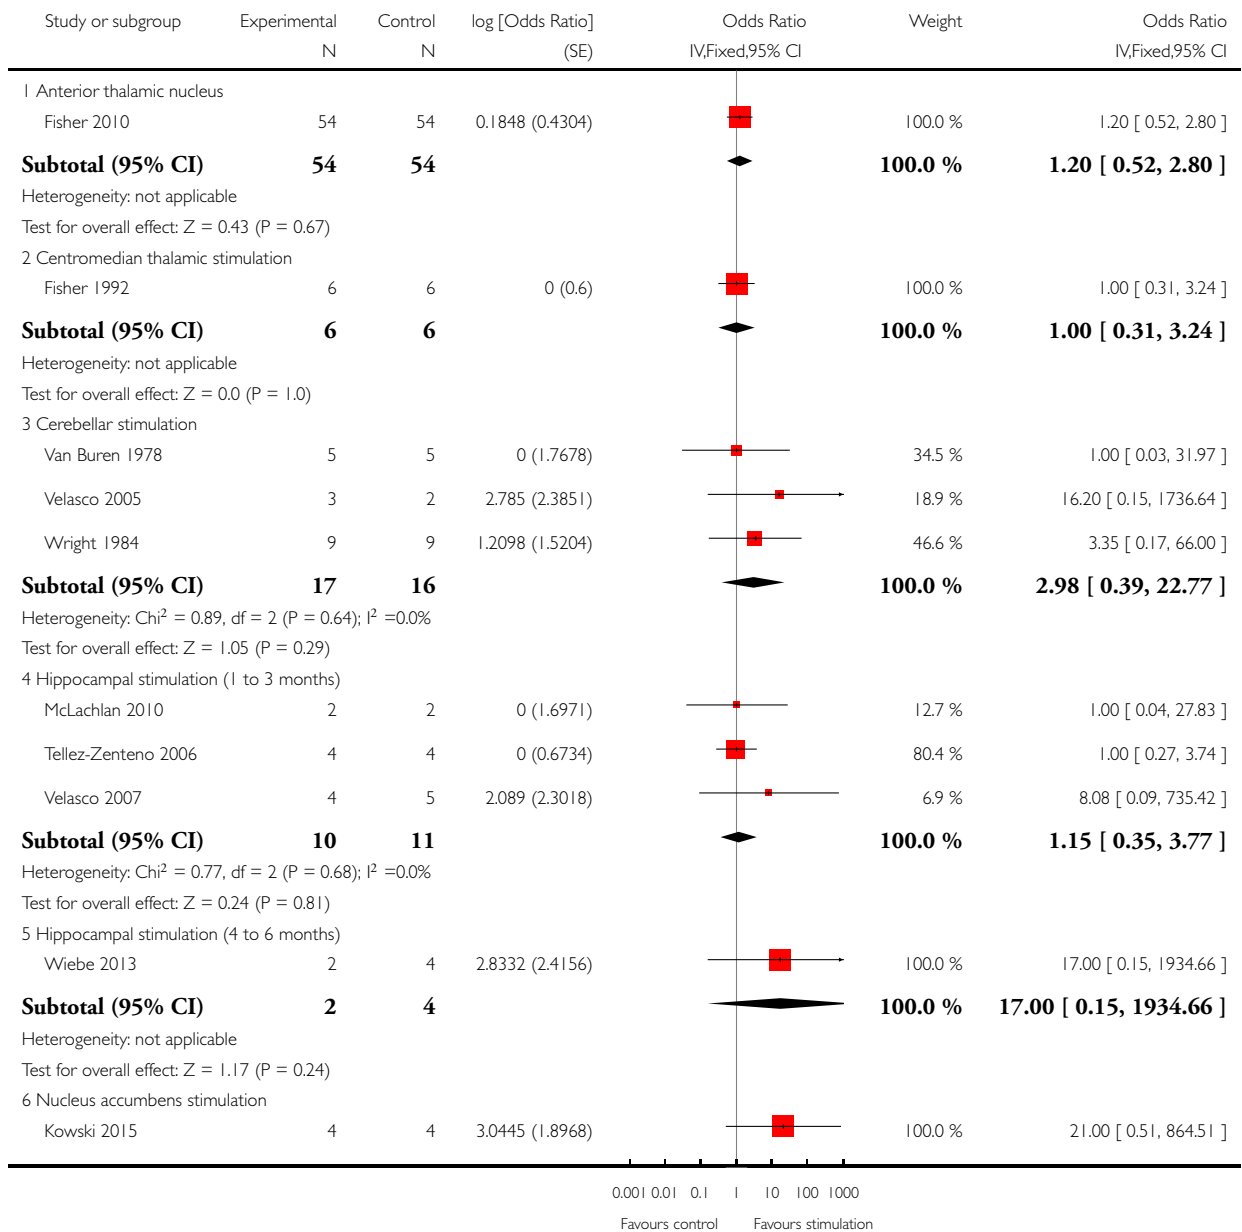 Study or subgroup Experimental Control log [Odds Ratio] Odds Ratio Weight Odds Ratio
N N (SE) IV,Fixed,95% CI IV,Fixed,95% CI
1 Anterior thalamic nucleus
Fisher 2010 54 54 0.1848 (0.4304) 100.0 % 1.20 [ 0.52, 2.80 ]
Subtotal (95% CI) 54 54 100.0 % 1.20 [ 0.52, 2.80 ]
Heterogeneity: not applicable
Test for overall effect: Z = 0.43 (P = 0.67)
2 Centromedian thalamic stimulation
Fisher 1992 6 6 0 (0.6) 100.0 % 1.00 [ 0.31, 3.24 ]
Subtotal (95% CI) 6 6 100.0 % 1.00 [ 0.31, 3.24 ]
Heterogeneity: not applicable
Test for overall effect: Z = 0.0 (P = 1.0)
3 Cerebellar stimulation
Van Buren 1978 5 5 0 (1.7678) 34.5 % 1.00 [ 0.03, 31.97 ]
Velasco 2005 3 2 2.785 (2.3851) 18.9 % 16.20 [ 0.15, 1736.64 ]
Wright 1984 9 9 1.2098 (1.5204) 46.6 % 3.35 [ 0.17, 66.00 ]
Subtotal (95% CI) 17 16 100.0 % 2.98 [ 0.39, 22.77 ]
Heterogeneity: Chi² = 0.89, df = 2 (P = 0.64); I² =0.0%
Test for overall effect: Z = 1.05 (P = 0.29)
4 Hippocampal stimulation (1 to 3 months)
McLachlan 2010 2 2 0 (1.6971) 12.7 % 1.00 [ 0.04, 27.83 ]
Tellez-Zenteno 2006 4 4 0 (0.6734) 80.4 % 1.00 [ 0.27, 3.74 ]
Velasco 2007 4 5 2.089 (2.3018) 6.9 % 8.08 [ 0.09, 735.42 ]
Subtotal (95% CI) 10 11 100.0 % 1.15 [ 0.35, 3.77 ]
Heterogeneity: Chi² = 0.77, df = 2 (P = 0.68); I² =0.0%
Test for overall effect: Z = 0.24 (P = 0.81)
5 Hippocampal stimulation (4 to 6 months)
Wiebe 2013 2 4 2.8332 (2.4156) 100.0 % 17.00 [ 0.15, 1934.66 ]
Subtotal (95% CI) 2 4 100.0 % 17.00 [ 0.15, 1934.66 ]
Heterogeneity: not applicable
Test for overall effect: Z = 1.17 (P = 0.24)
6 Nucleus accumbens stimulation
Kowski 2015 4 4 3.0445 (1.8968) 100.0 % 21.00 [ 0.51, 864.51 ]
0.001 0.01 0.1 1 10 100 1000
Favours control Favours stimulation